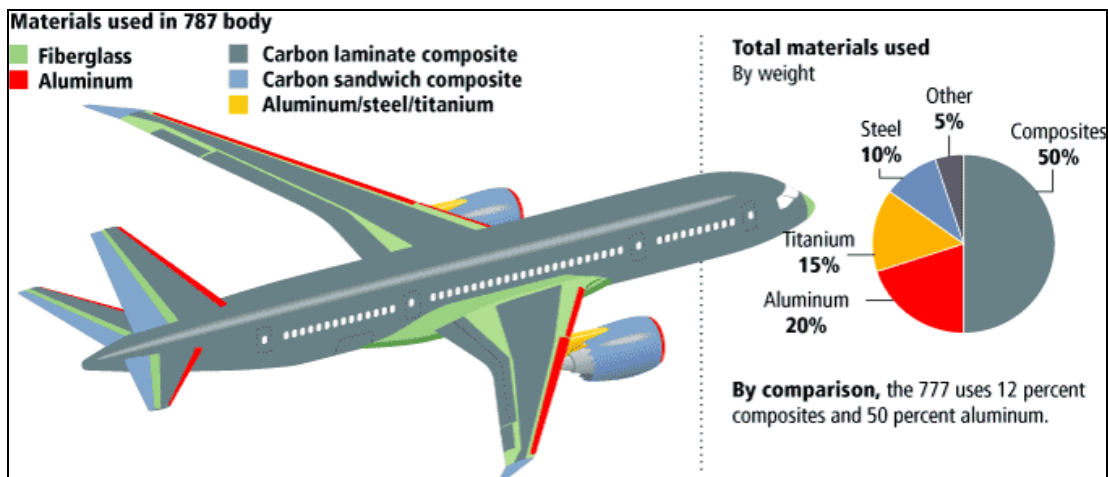 Materials used in 787 body
Fiberglass
Aluminum
Carbon laminate composite
Carbon sandwich composite
Aluminum/steel/titanium
Total materials used
By weight
Other
5%
Steel
10%
Composites
50%
Titanium
15%
Aluminum
20%
By comparison, the 777 uses 12 percent
composites and 50 percent aluminum.